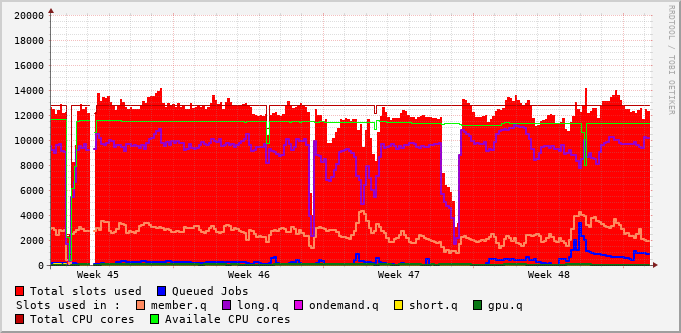 20000
18000
16000
14000
12000
10000
8000
6000
4000
2000
0
Week 45 Week 46 Week 47 Week 48
RRDTOOL / TOBI OETIKER
Total slots used Queued Jobs
Slots used in : member.q long.q ondemand.q short.q gpu.q
Total CPU cores Availale CPU cores